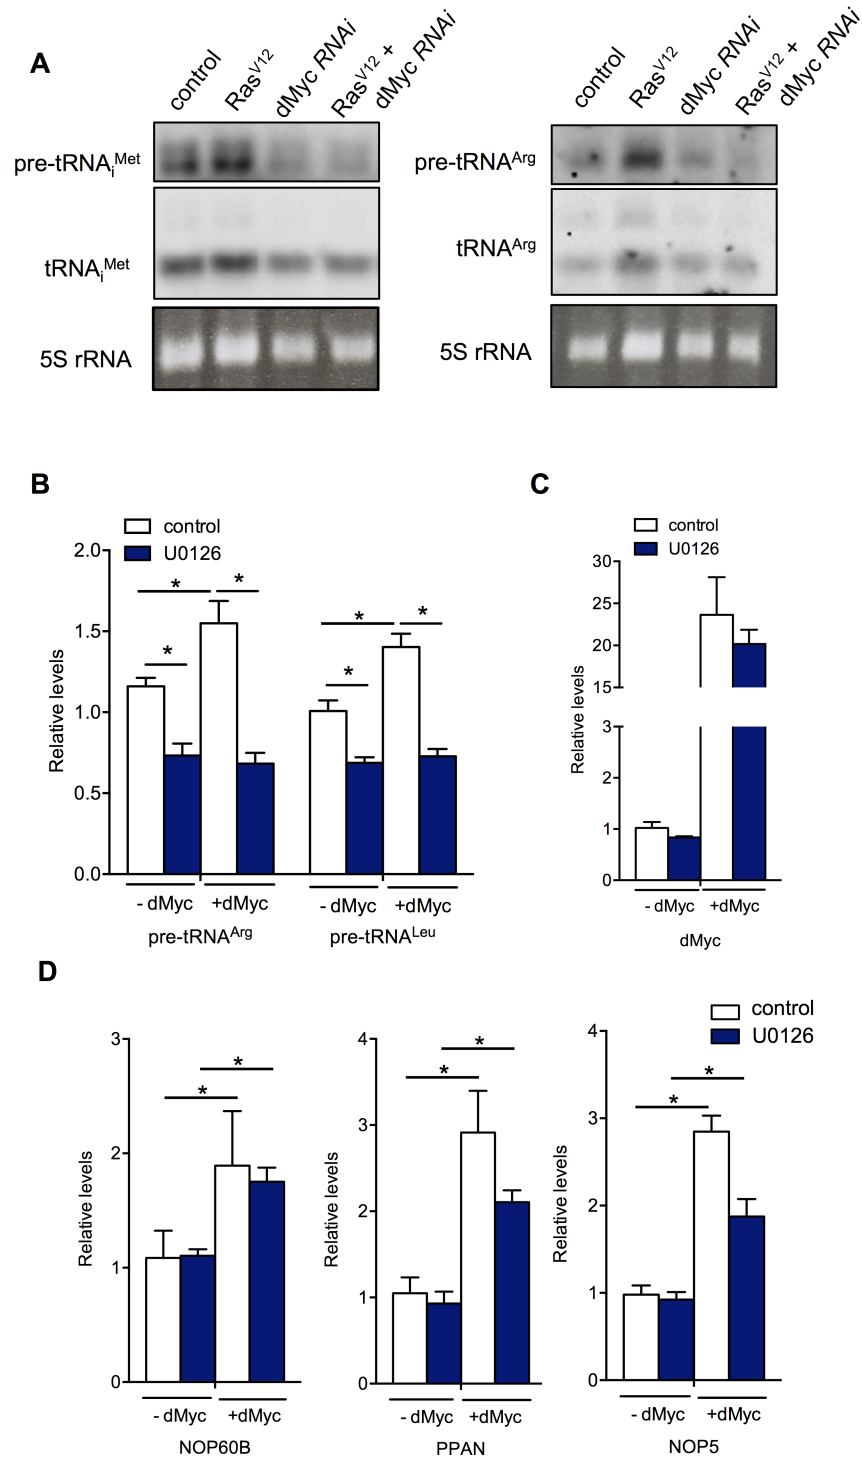 A
control
Ras^V12
dMyc RNAi
Ras^V12 +
dMyc RNAi
control
Ras^V12
dMyc RNAi
Ras^V12 +
dMyc RNAi
pre-tRNAi^Met
tRNAi^Met
5S rRNA
pre-tRNA^Arg
tRNA^Arg
5S rRNA
B
control
U0126
2.0
1.5
1.0
0.5
0.0
Relative levels
* *
*
* *
*
- dMyc +dMyc
pre-tRNA^Arg
- dMyc +dMyc
pre-tRNA^Leu
C
control
U0126
30
25
20
15
3
2
1
0
Relative levels
- dMyc +dMyc
dMyc
D
control
U0126
3
2
1
0
Relative levels
*
*
- dMyc +dMyc
NOP60B
4
3
2
1
0
Relative levels
*
*
- dMyc +dMyc
PPAN
4
3
2
1
0
Relative levels
*
*
- dMyc +dMyc
NOP5